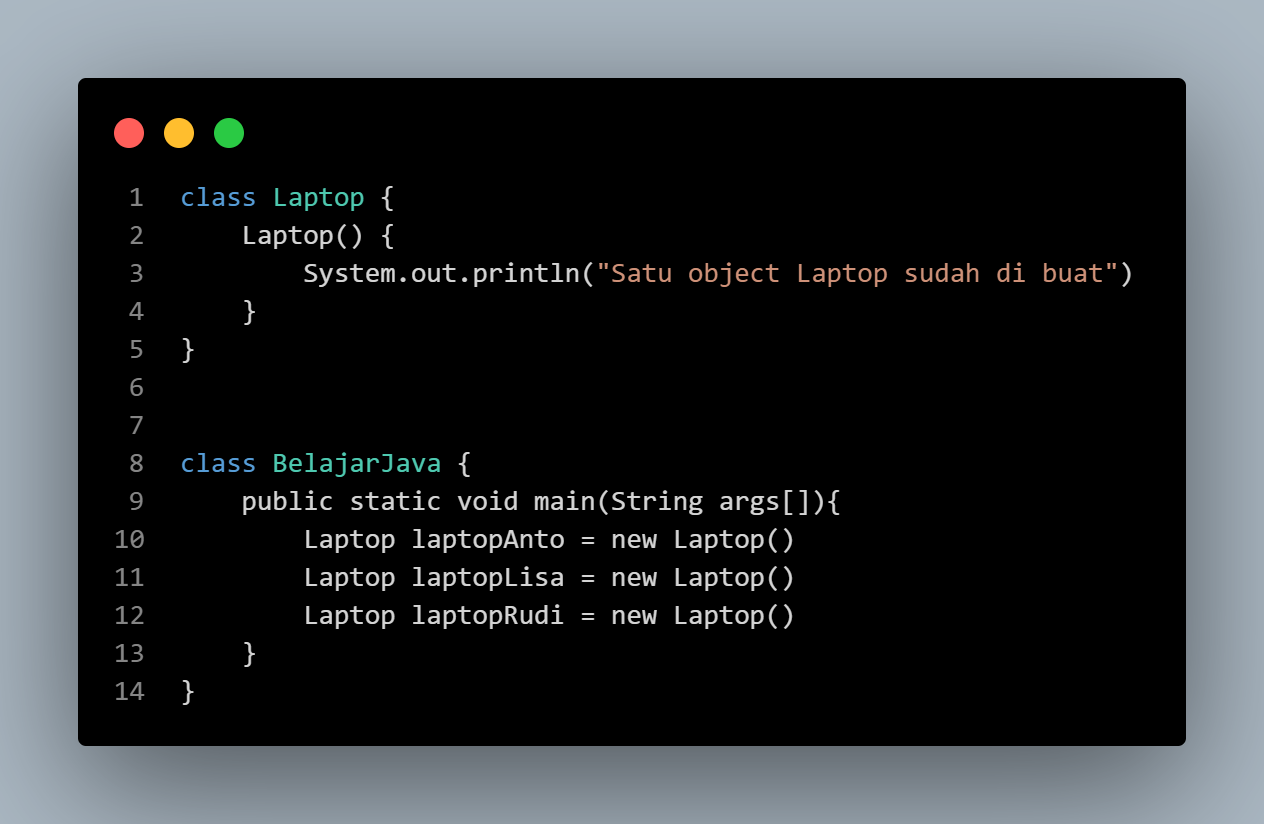 1 class Laptop {
2     Laptop() {
3         System.out.println("Satu object Laptop sudah di buat")
4     }
5 }
6
7
8 class BelajarJava {
9     public static void main(String args[]){
10         Laptop laptopAnto = new Laptop()
11         Laptop laptopLisa = new Laptop()
12         Laptop laptopRudi = new Laptop()
13     }
14 }